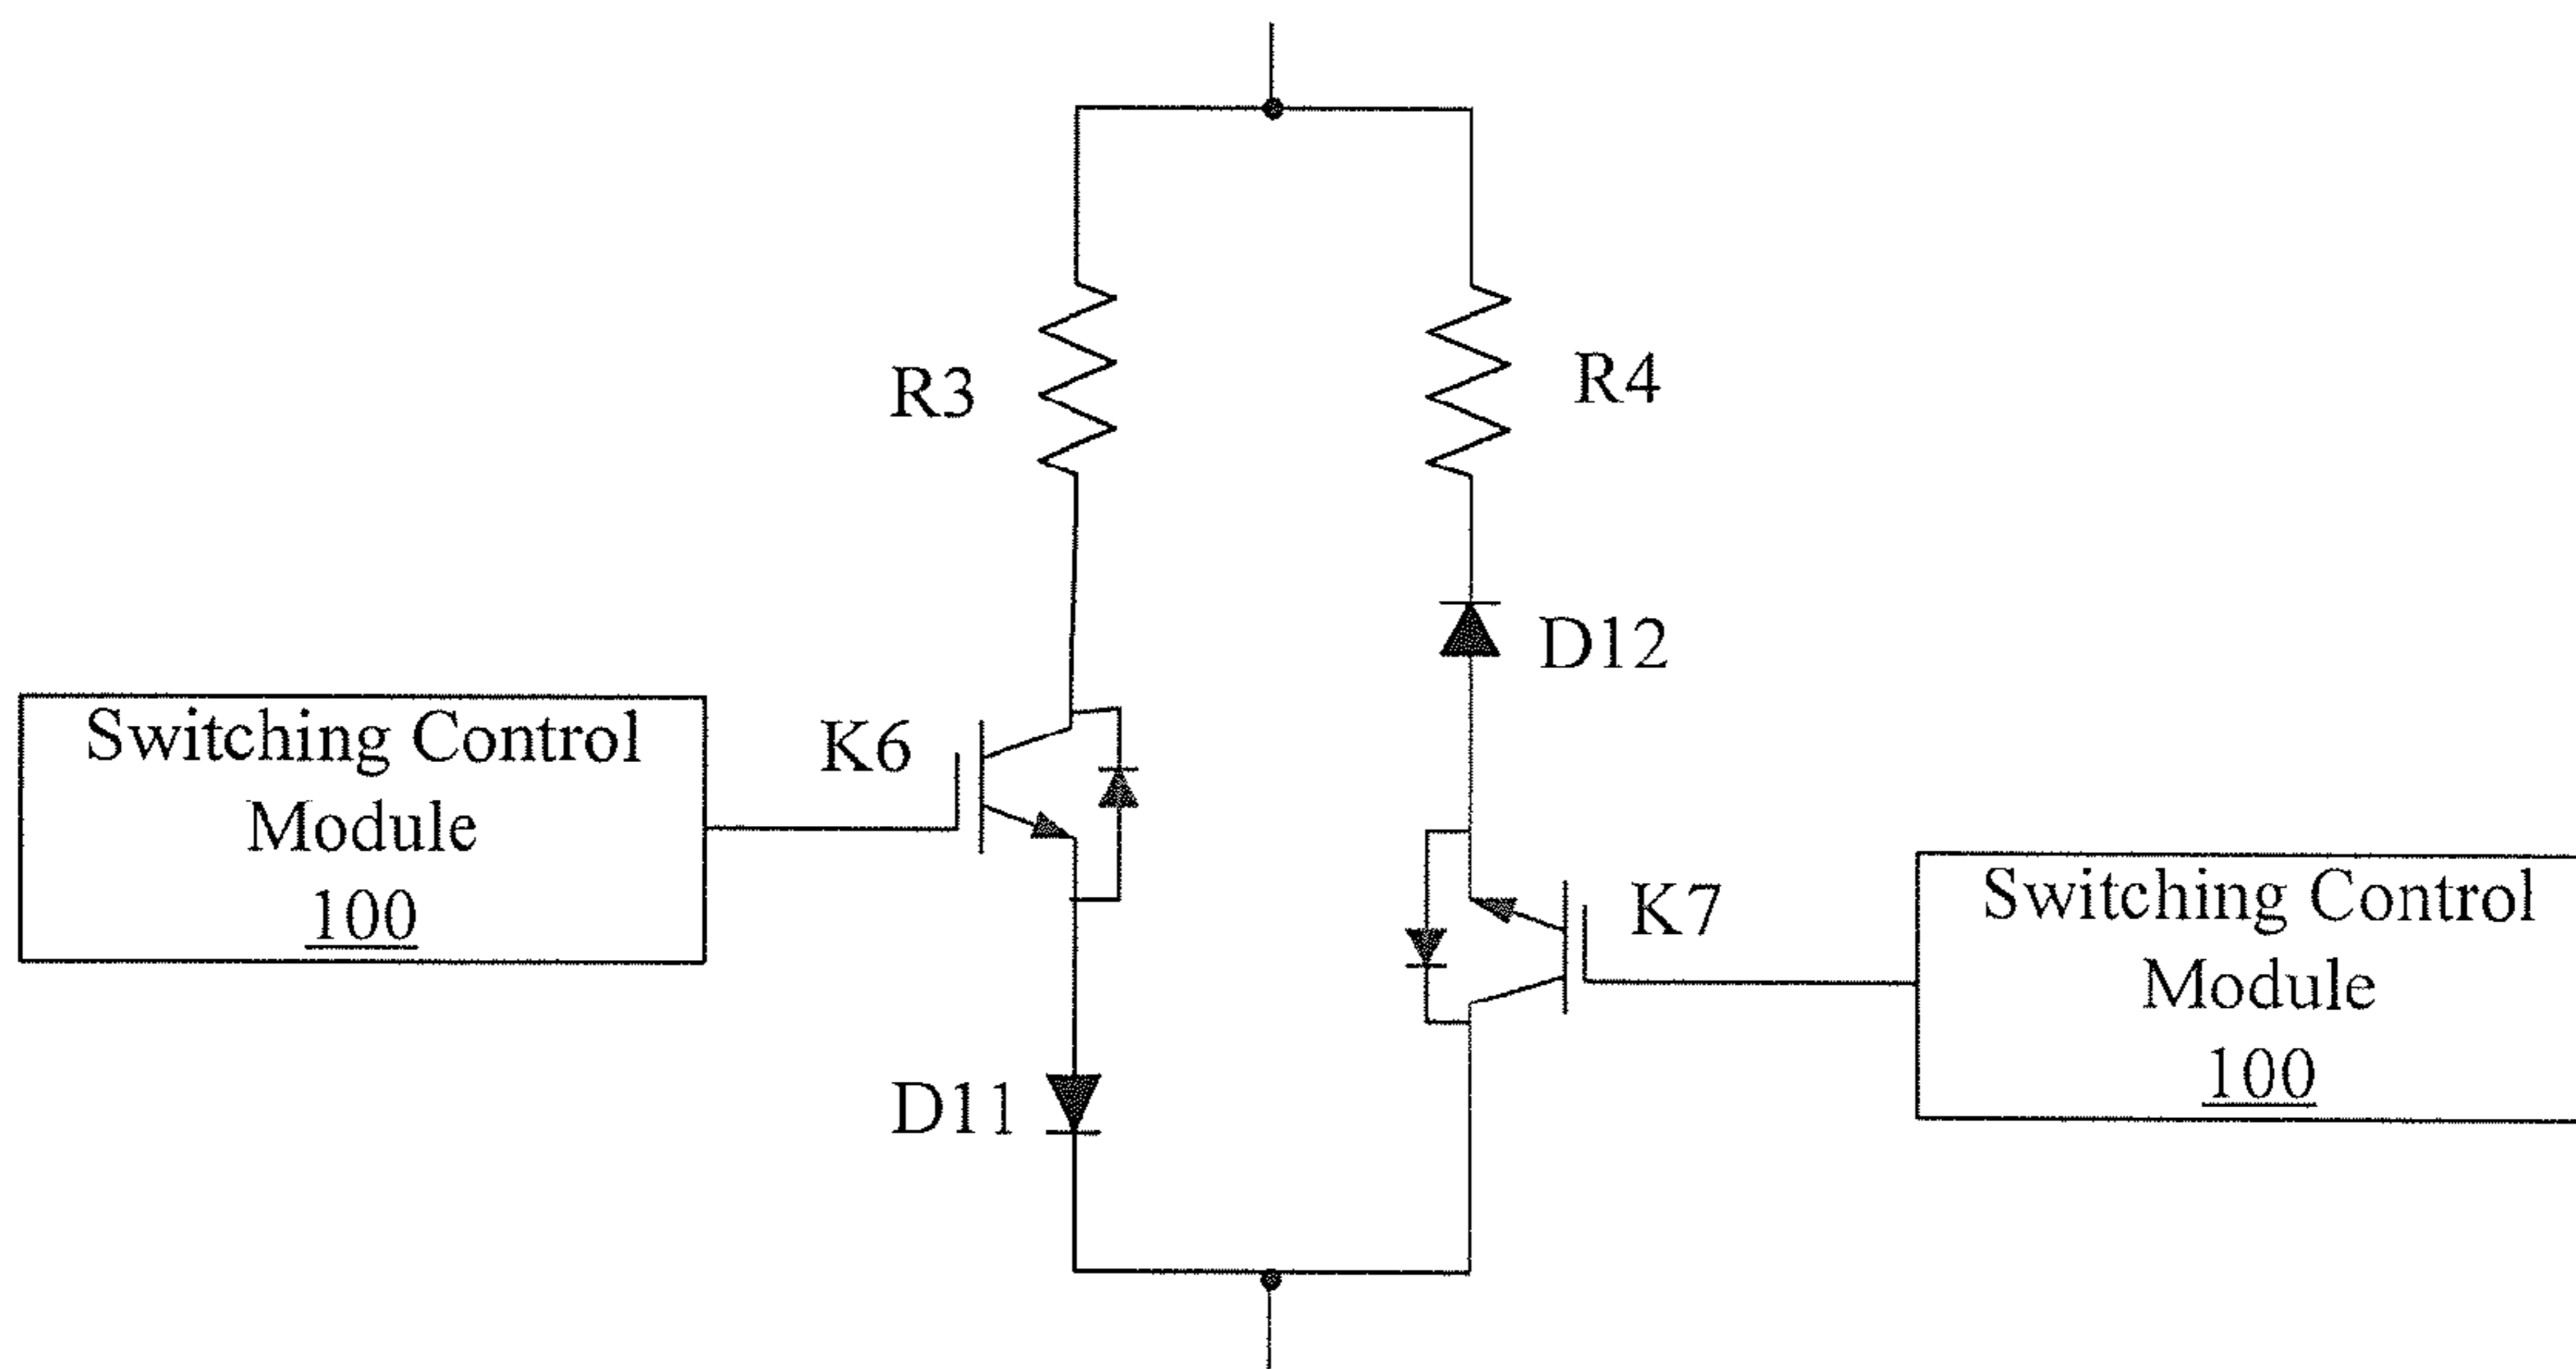 R3
R4
D12
Switching Control
Module
100
K6
K7
Switching Control
Module
100
D11